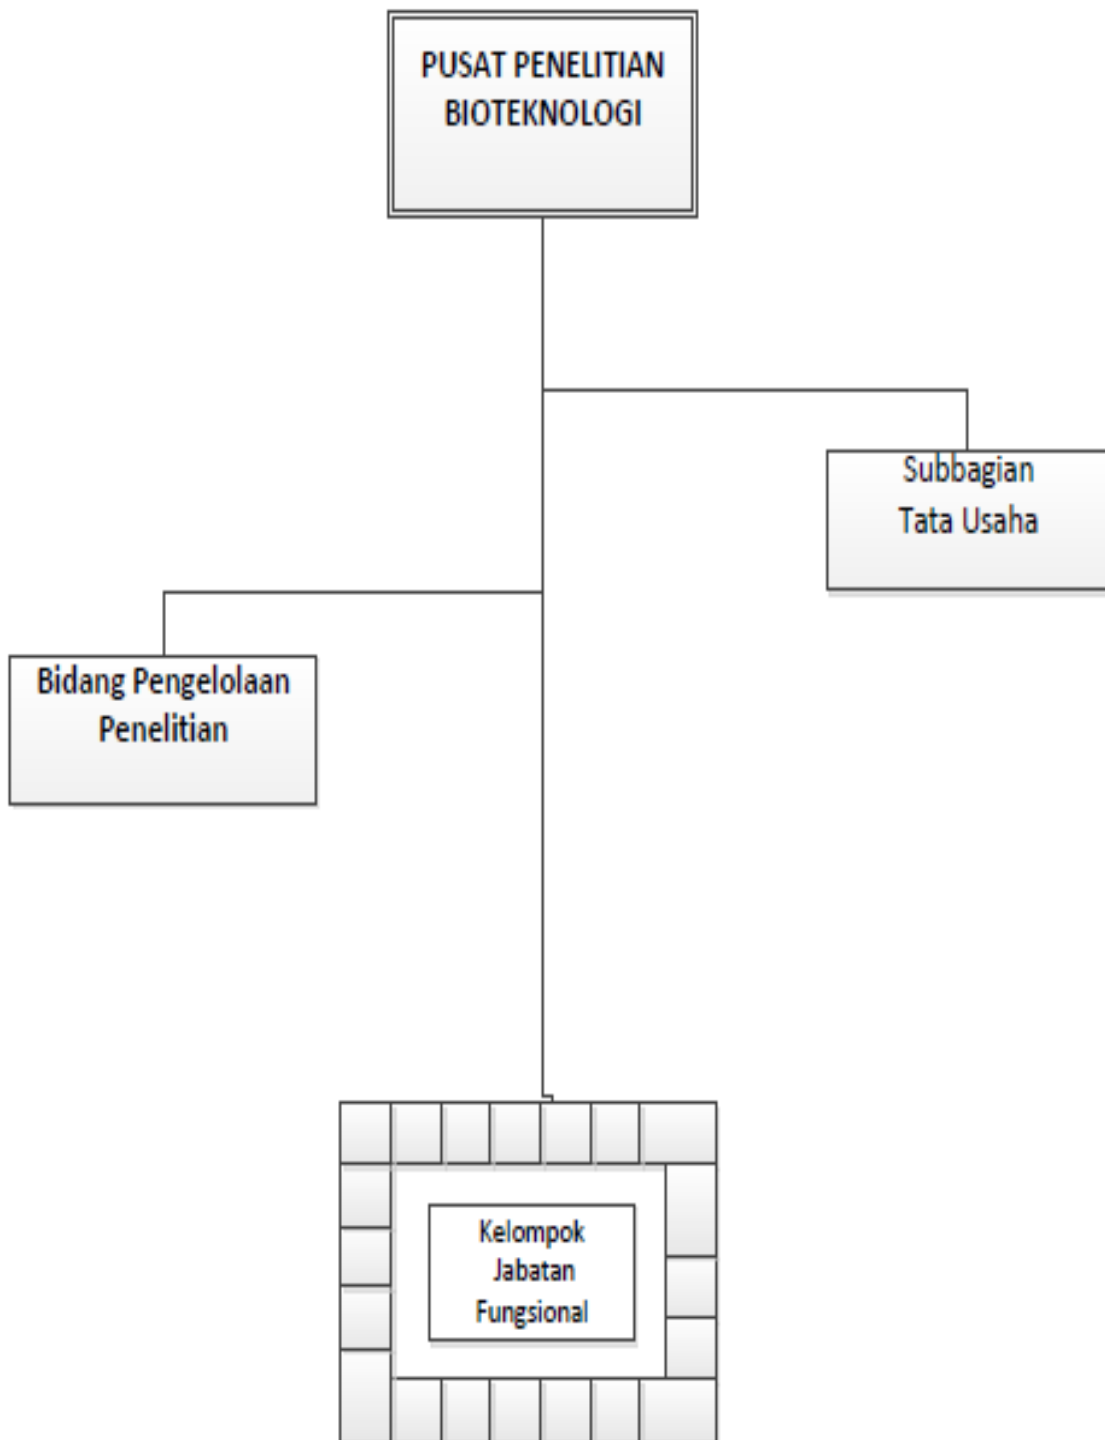 PUSAT PENELITIAN
BIOTEKNOLOGI
Subbagian
Tata Usaha
Bidang Pengelolaan
Penelitian
Kelompok
Jabatan
Fungsional